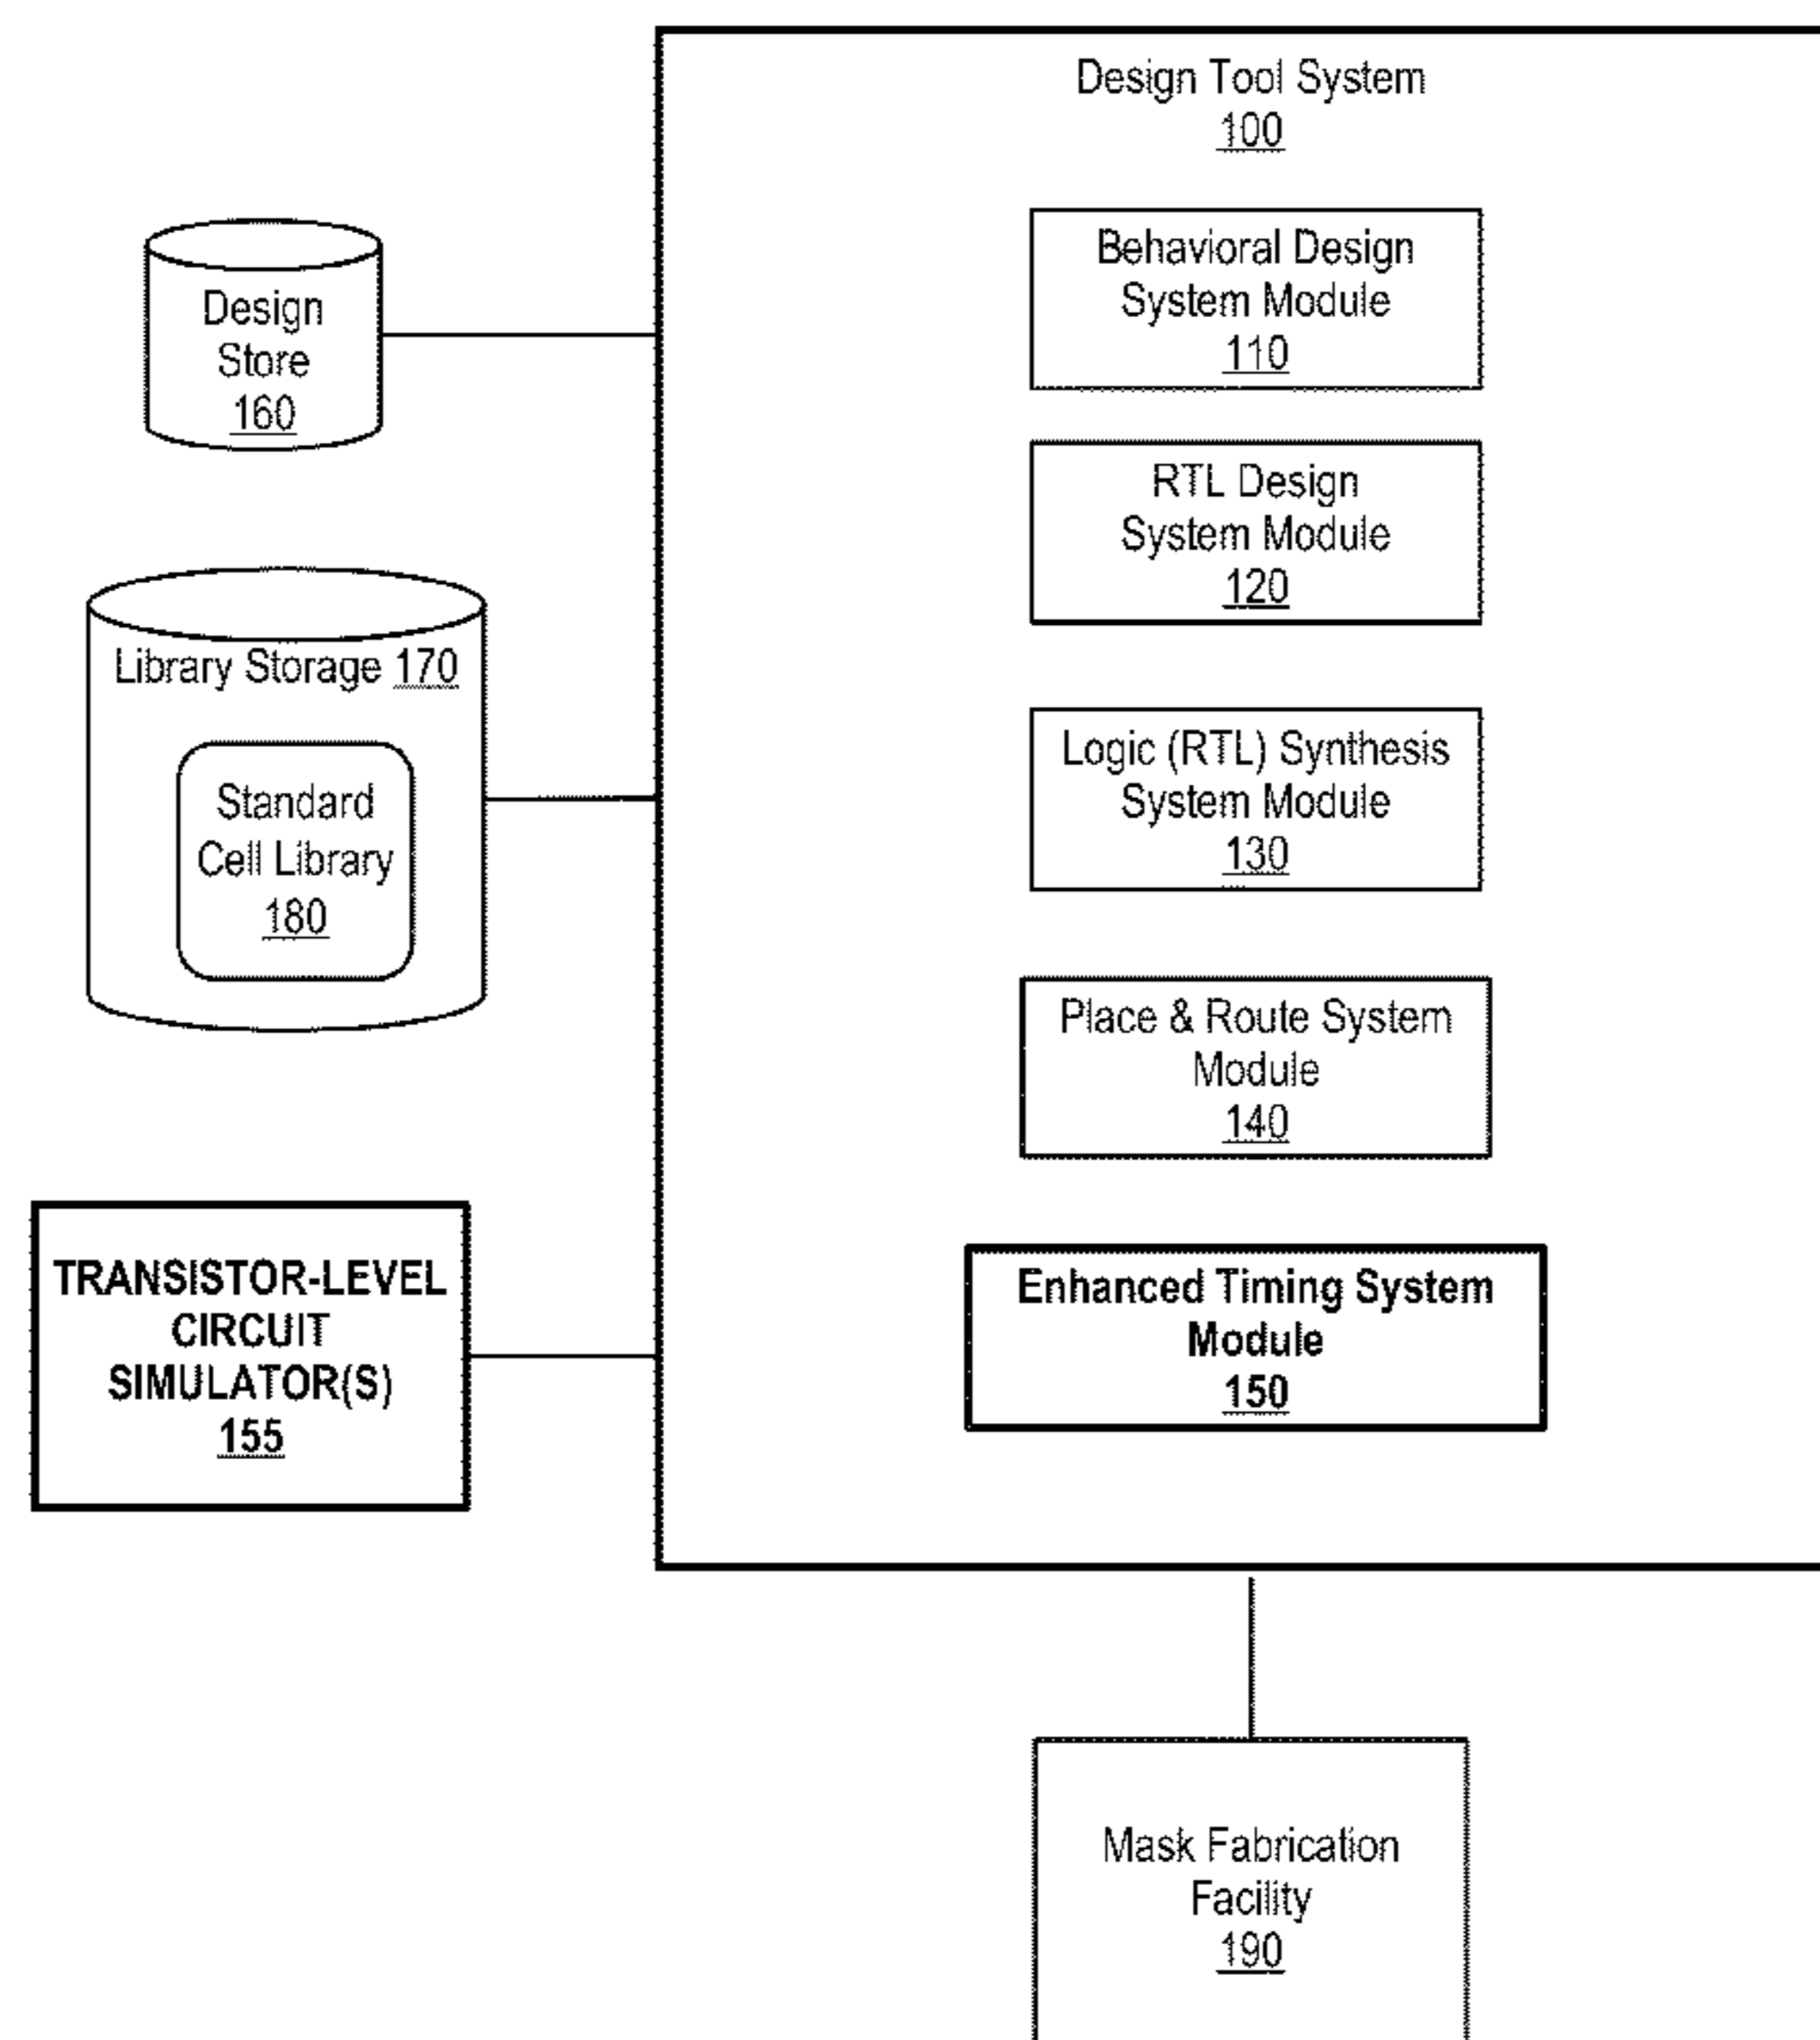 Design Tool System
100
Behavioral Design
System Module
110
RTL Design
System Module
120
Logic (RTL) Synthesis
System Module
130
Place & Route System
Module
140
Enhanced Timing System
Module
150
Design
Store
160
Library Storage 170
Standard
Cell Library
180
TRANSISTOR-LEVEL
CIRCUIT
SIMULATOR(S)
155
Mask Fabrication
Facility
190